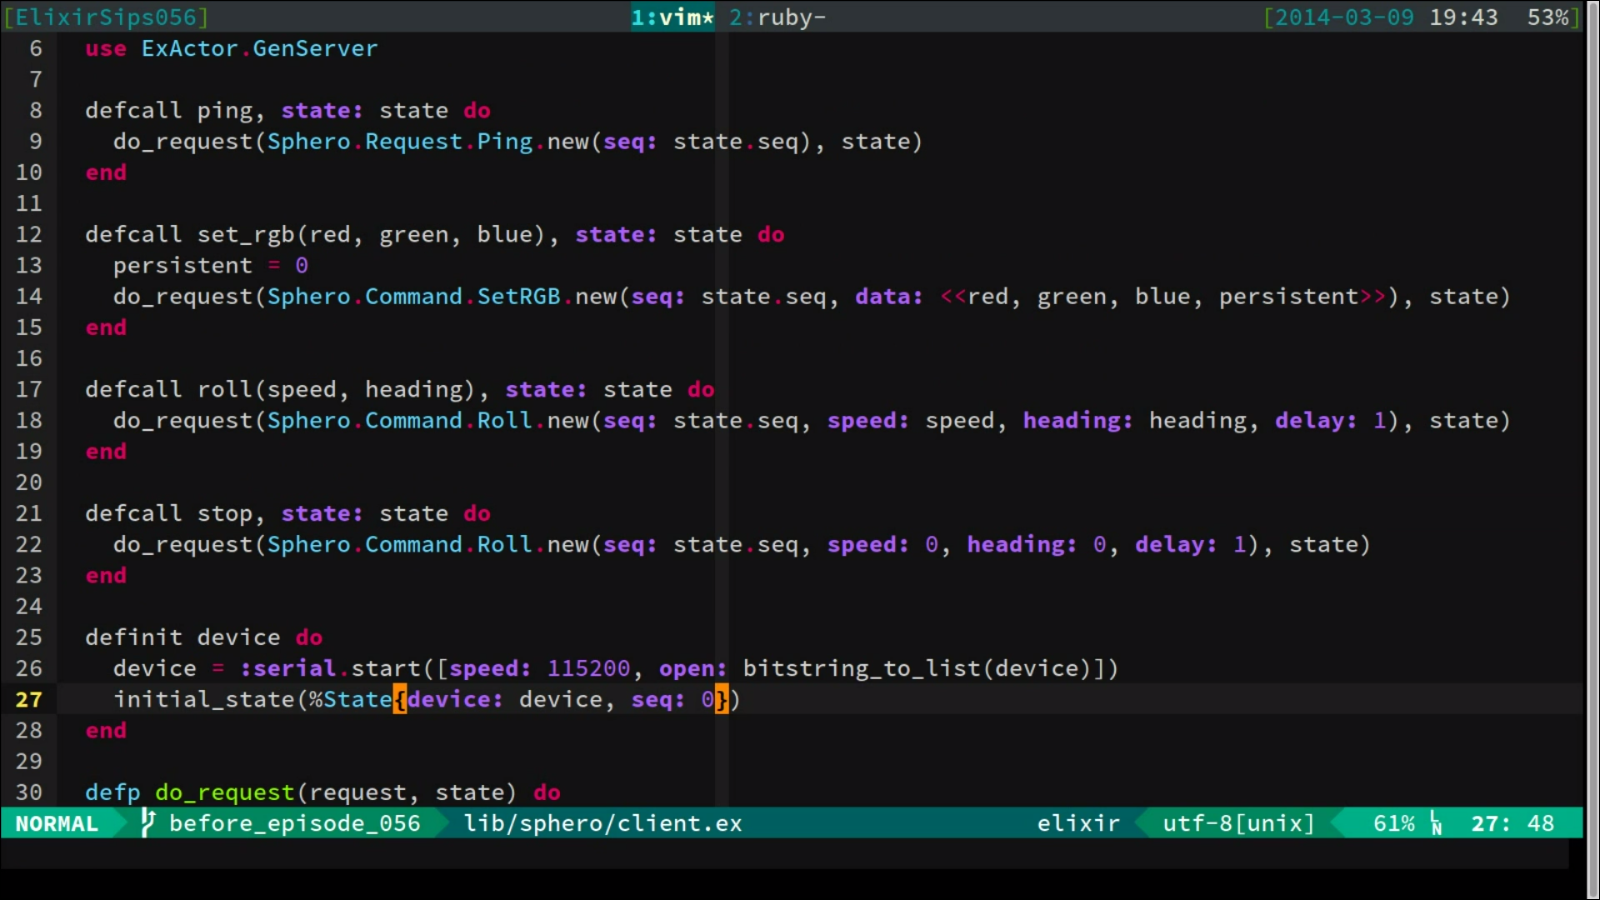 [ElixirSips056] 1:vim* 2:ruby- [2014-03-09 19:43 53%]
6 use ExActor.GenServer
7
8 defcall ping, state: state do
9 do_request(Sphero.Request.Ping.new(seq: state.seq), state)
10 end
11
12 defcall set_rgb(red, green, blue), state: state do
13 persistent = 0
14 do_request(Sphero.Command.SetRGB.new(seq: state.seq, data: <<red, green, blue, persistent>>), state)
15 end
16
17 defcall roll(speed, heading), state: state do
18 do_request(Sphero.Command.Roll.new(seq: state.seq, speed: speed, heading: heading, delay: 1), state)
19 end
20
21 defcall stop, state: state do
22 do_request(Sphero.Command.Roll.new(seq: state.seq, speed: 0, heading: 0, delay: 1), state)
23 end
24
25 definit device do
26 device = :serial.start([speed: 115200, open: bitstring_to_list(device)])
27 initial_state(%State{device: device, seq: 0})
28 end
29
30 defp do_request(request, state) do
NORMAL before_episode_056 lib/sphero/client.ex elixir utf-8[unix] 61% LN 27: 48